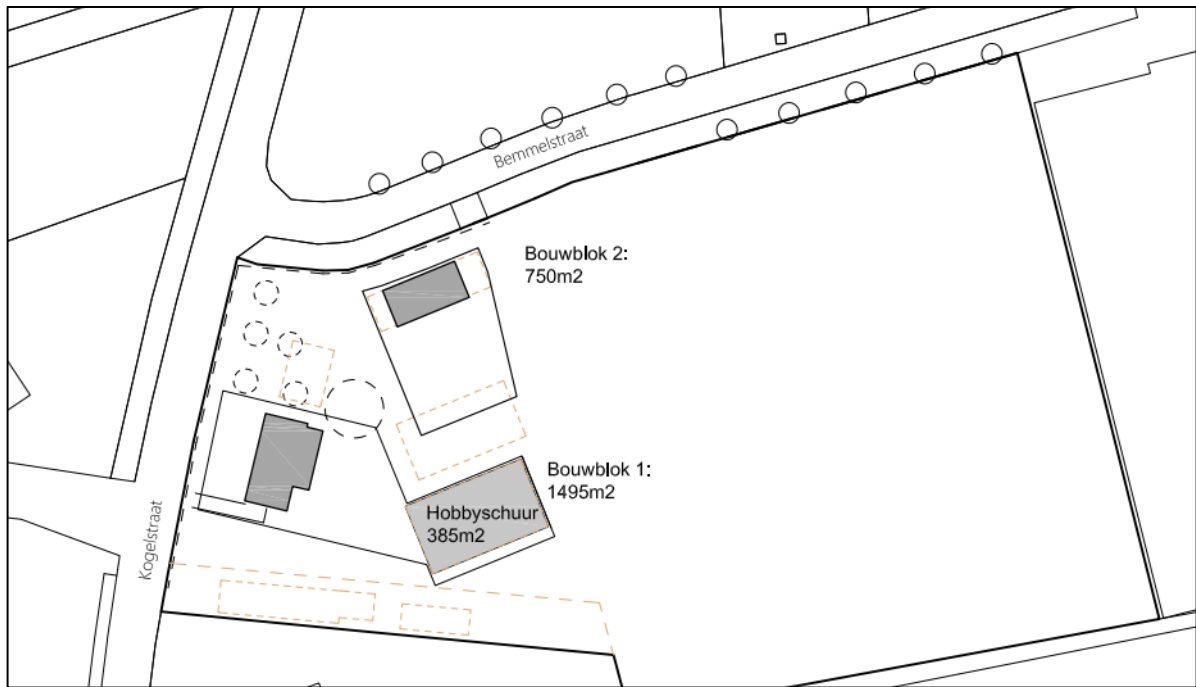 Bemmelstraat
Bouwblok 2:
750m2
Bouwblok 1:
1495m2
Hobbyschuur
385m2
Kogelstraat